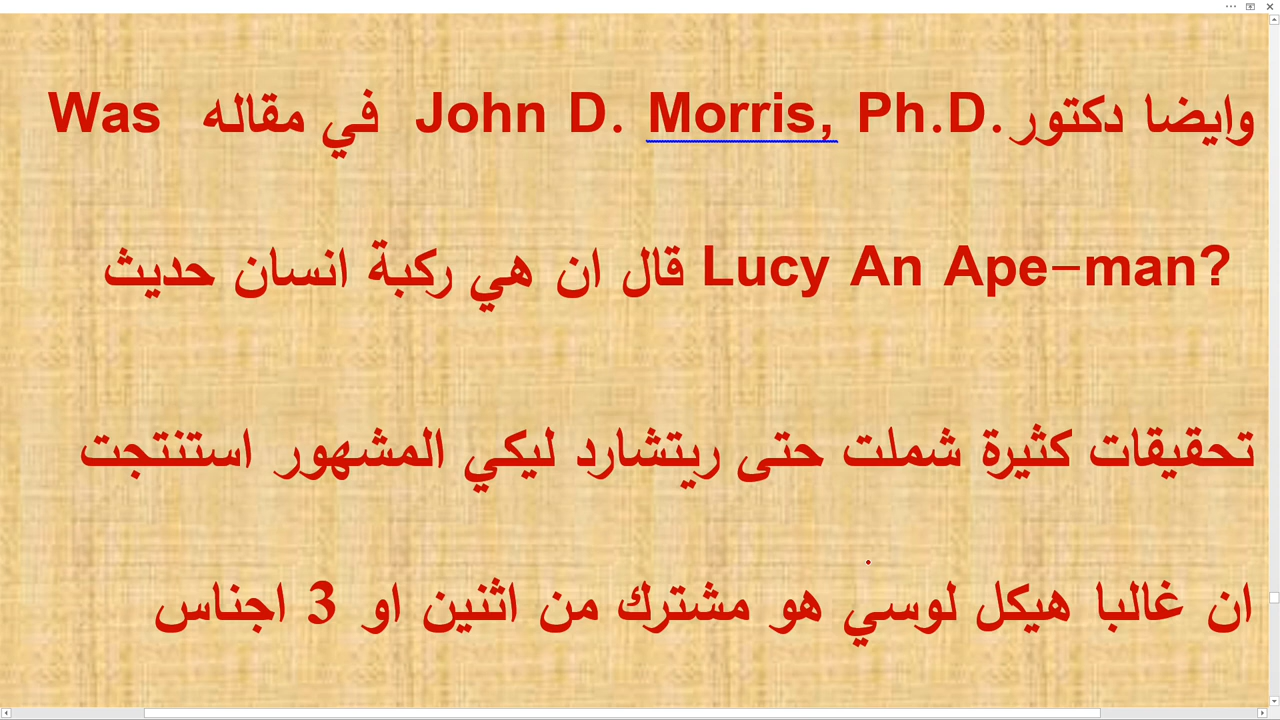 وايضا دكتور John D. Morris, Ph.D. في مقاله Was
Lucy An Ape-man? قال ان هي ركبة انسان حديث
تحقيقات كثيرة شملت حتى ريتشارد ليكي المشهور استنتجت
ان غالبا هيكل لوسي هو مشترك من اثنين او 3 اجناس